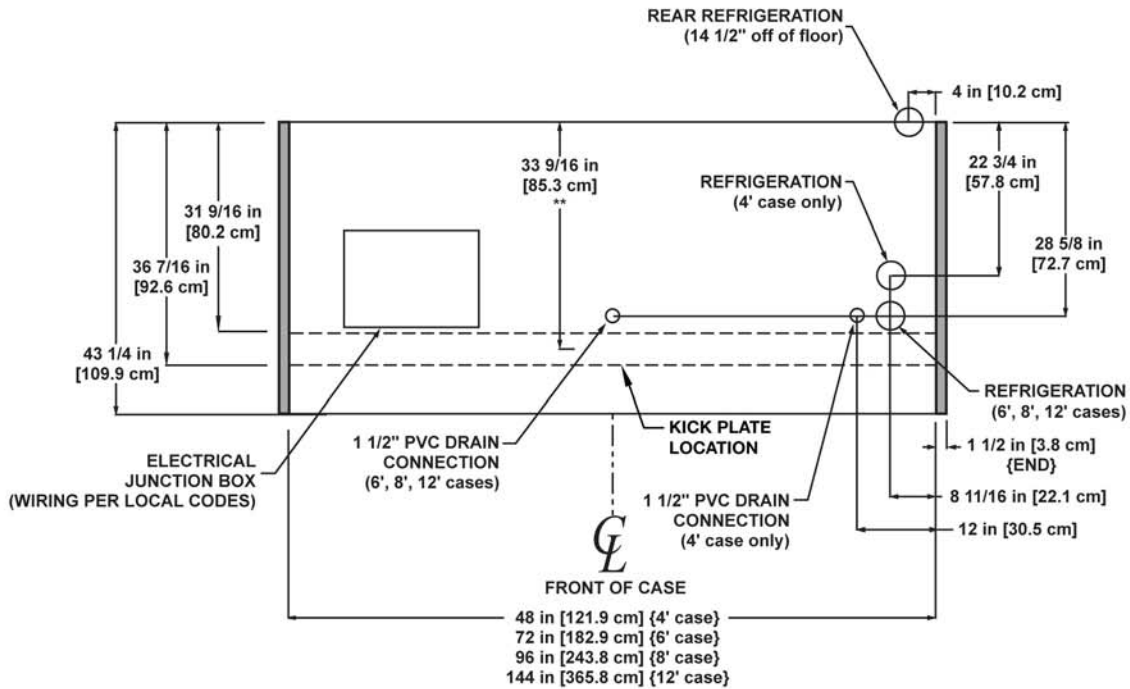 REAR REFRIGERATION
(14 1/2" off of floor)
4 in [10.2 cm]
33 9/16 in
[85.3 cm]
**
22 3/4 in
[57.8 cm]
REFRIGERATION
(4' case only)
31 9/16 in
[80.2 cm]
28 5/8 in
[72.7 cm]
36 7/16 in
[92.6 cm]
43 1/4 in
[109.9 cm]
REFRIGERATION
(6', 8', 12' cases)
KICK PLATE
LOCATION
1 1/2" PVC DRAIN
CONNECTION
(6', 8', 12' cases)
1 1/2 in [3.8 cm]
{END}
ELECTRICAL
JUNCTION BOX
(WIRING PER LOCAL CODES)
8 11/16 in [22.1 cm]
1 1/2" PVC DRAIN
CONNECTION
(4' case only)
12 in [30.5 cm]
CL
FRONT OF CASE
48 in [121.9 cm] {4' case}
72 in [182.9 cm] {6' case}
96 in [243.8 cm] {8' case}
144 in [365.8 cm] {12' case}